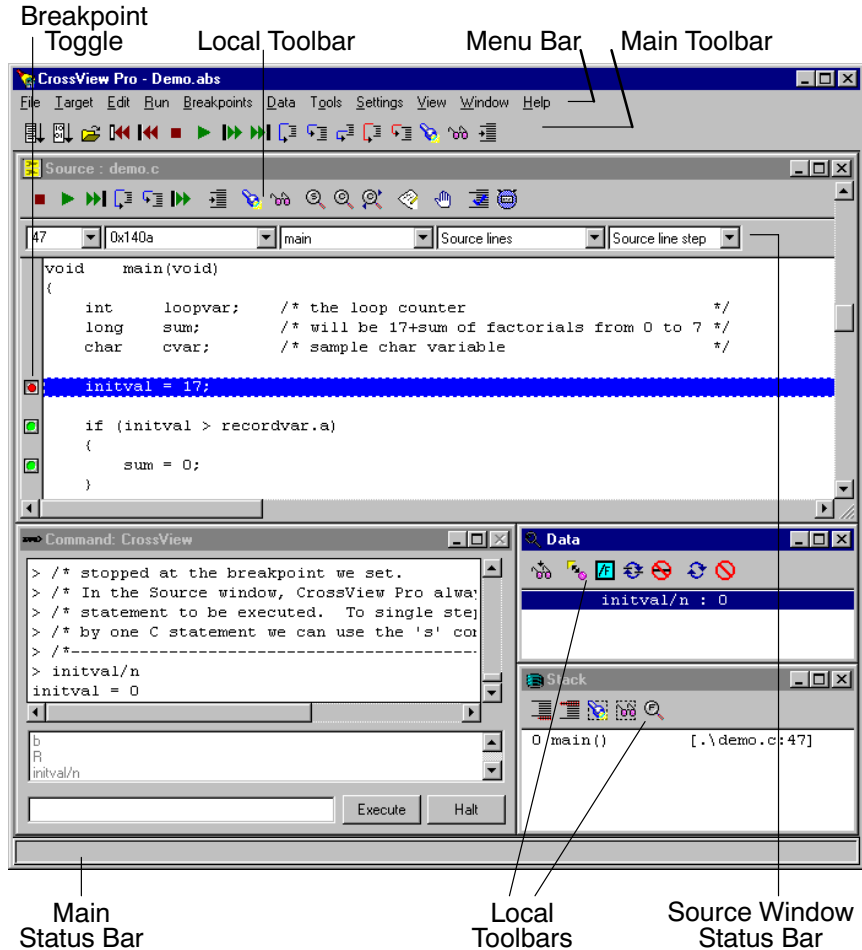 Breakpoint
Toggle
Local Toolbar
Menu Bar
Main Toolbar
CrossView Pro - Demo.abs
File Target Edit Run Breakpoints Data Tools Settings View Window Help
Source : demo.c
47 0x140a main Source lines Source line step
void main(void)
{
int loopvar; /* the loop counter */
long sum; /* will be 17+sum of factorials from 0 to 7 */
char cvar; /* sample char variable */
initval = 17;
if (initval > recordvar.a)
{
sum = 0;
}
Command: CrossView
> /* stopped at the breakpoint we set.
> /* In the Source window, CrossView Pro alway
> /* statement to be executed. To single step
> /* by one C statement we can use the 's' com
> /*------------------------------------------
> initval/n
initval = 0
b
R
initval/n
Execute Halt
Data
initval/n : 0
Stack
0 main() [.\demo.c:47]
Main
Status Bar
Local
Toolbars
Source Window
Status Bar